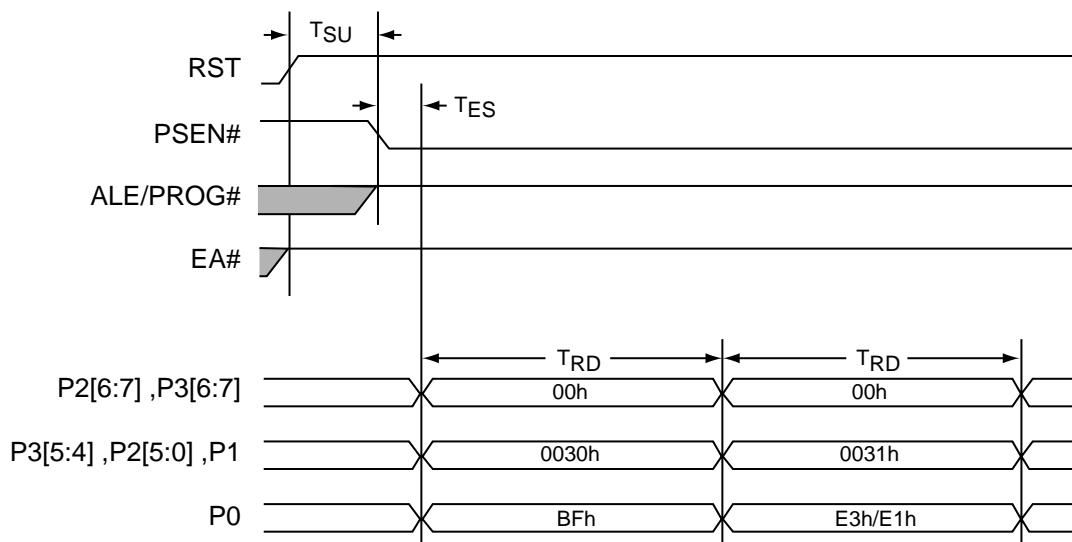 TSU
RST
TES
PSEN#
ALE/PROG#
EA#
TRD TRD
P2[6:7] ,P3[6:7] 00h 00h
P3[5:4] ,P2[5:0] ,P1 0030h 0031h
P0 BFh E3h/E1h